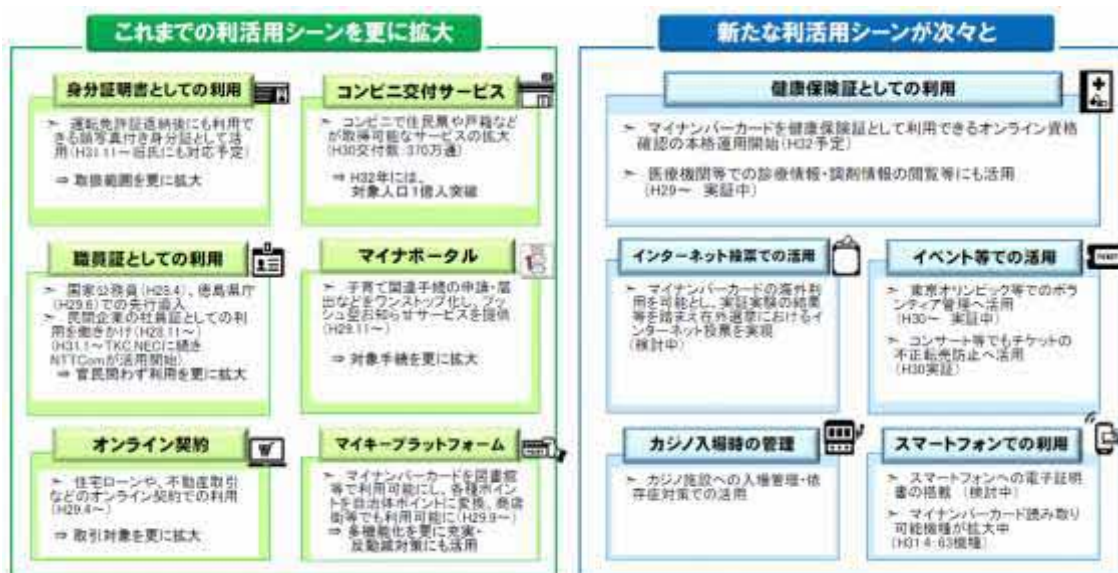 これまでの利活用シーンを更に拡大
身分証明書としての利用
➣ 運転免許証返納後にも利用で
きる顔写真付き身分証として活
用(H31.11～旧氏にも対応予定)
⇒ 取扱範囲を更に拡大
コンビニ交付サービス
➣ コンビニで住民票や戸籍など
が取得可能なサービスの拡大
(H30交付数:370万通)
⇒ H32年には、
対象人口1億人突破
職員証としての利用
➣ 国家公務員(H28.4)、徳島県庁
(H29.6)での先行導入
➣ 民間企業の社員証としての利
用を働きかけ(H28.11～)
(H31.1～TKC,NECに続き
NTTComが活用開始)
⇒ 官民問わず利用を更に拡大
マイナポータル
➣ 子育て関連手続の申請・届
出などをワンストップ化し、プッ
シュ型お知らせサービスを提供
(H29.11～)
⇒ 対象手続を更に拡大
オンライン契約
➣ 住宅ローンや、不動産取引
などのオンライン契約での利用
(H29.4～)
⇒ 取引対象を更に拡大
マイキープラットフォーム
➣ マイナンバーカードを図書館
等で利用可能にし、各種ポイン
トを自治体ポイントに変換、商店
街等でも利用可能に(H29.9～)
⇒ 多機能化を更に充実・
反動減対策にも活用
新たな利活用シーンが次々と
健康保険証としての利用
➣ マイナンバーカードを健康保険証として利用できるオンライン資格
確認の本格運用開始(H32予定)
➣ 医療機関等での診療情報・調剤情報の閲覧等にも活用
(H29～ 実証中)
インターネット投票での活用
➣ マイナンバーカードの海外利
用を可能とし、実証実験の結果
等を踏まえ在外選挙におけるイ
ンターネット投票を実現
(検討中)
イベント等での活用
➣ 東京オリンピック等でのボラ
ンティア管理へ活用
(H30～ 実証中)
➣ コンサート等でもチケットの
不正転売防止へ活用
(H30実証)
カジノ入場時の管理
➣ カジノ施設への入場管理・依
存症対策での活用
スマートフォンでの利用
➣ スマートフォンへの電子証明
書の搭載 (検討中)
➣ マイナンバーカード読み取り
可能機種が拡大中
(H31.4:63機種)